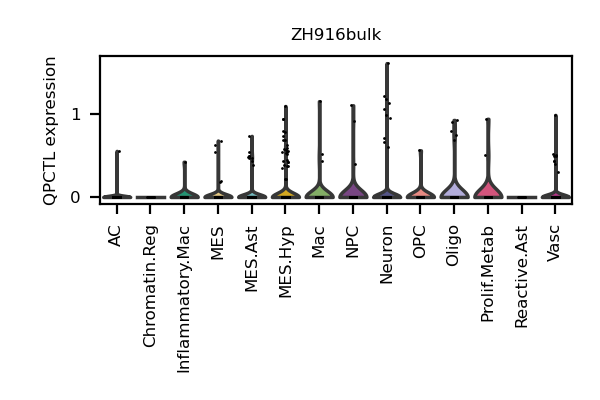 ZH916bulk
QPCTL expression
1
0
AC
Chromatin.Reg
Inflammatory.Mac
MES
MES.Ast
MES.Hyp
Mac
NPC
Neuron
OPC
Oligo
Prolif.Metab
Reactive.Ast
Vasc